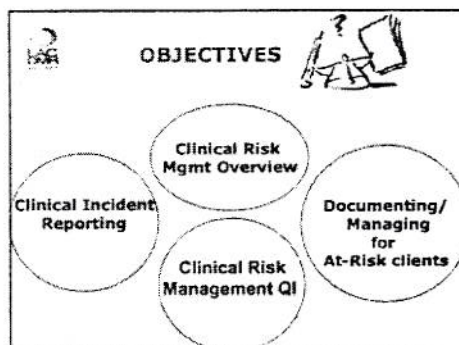 OBJECTIVES
Clinical Risk
Mgmt Overview
Clinical Incident
Reporting
Documenting/
Managing
for
At-Risk clients
Clinical Risk
Management QI